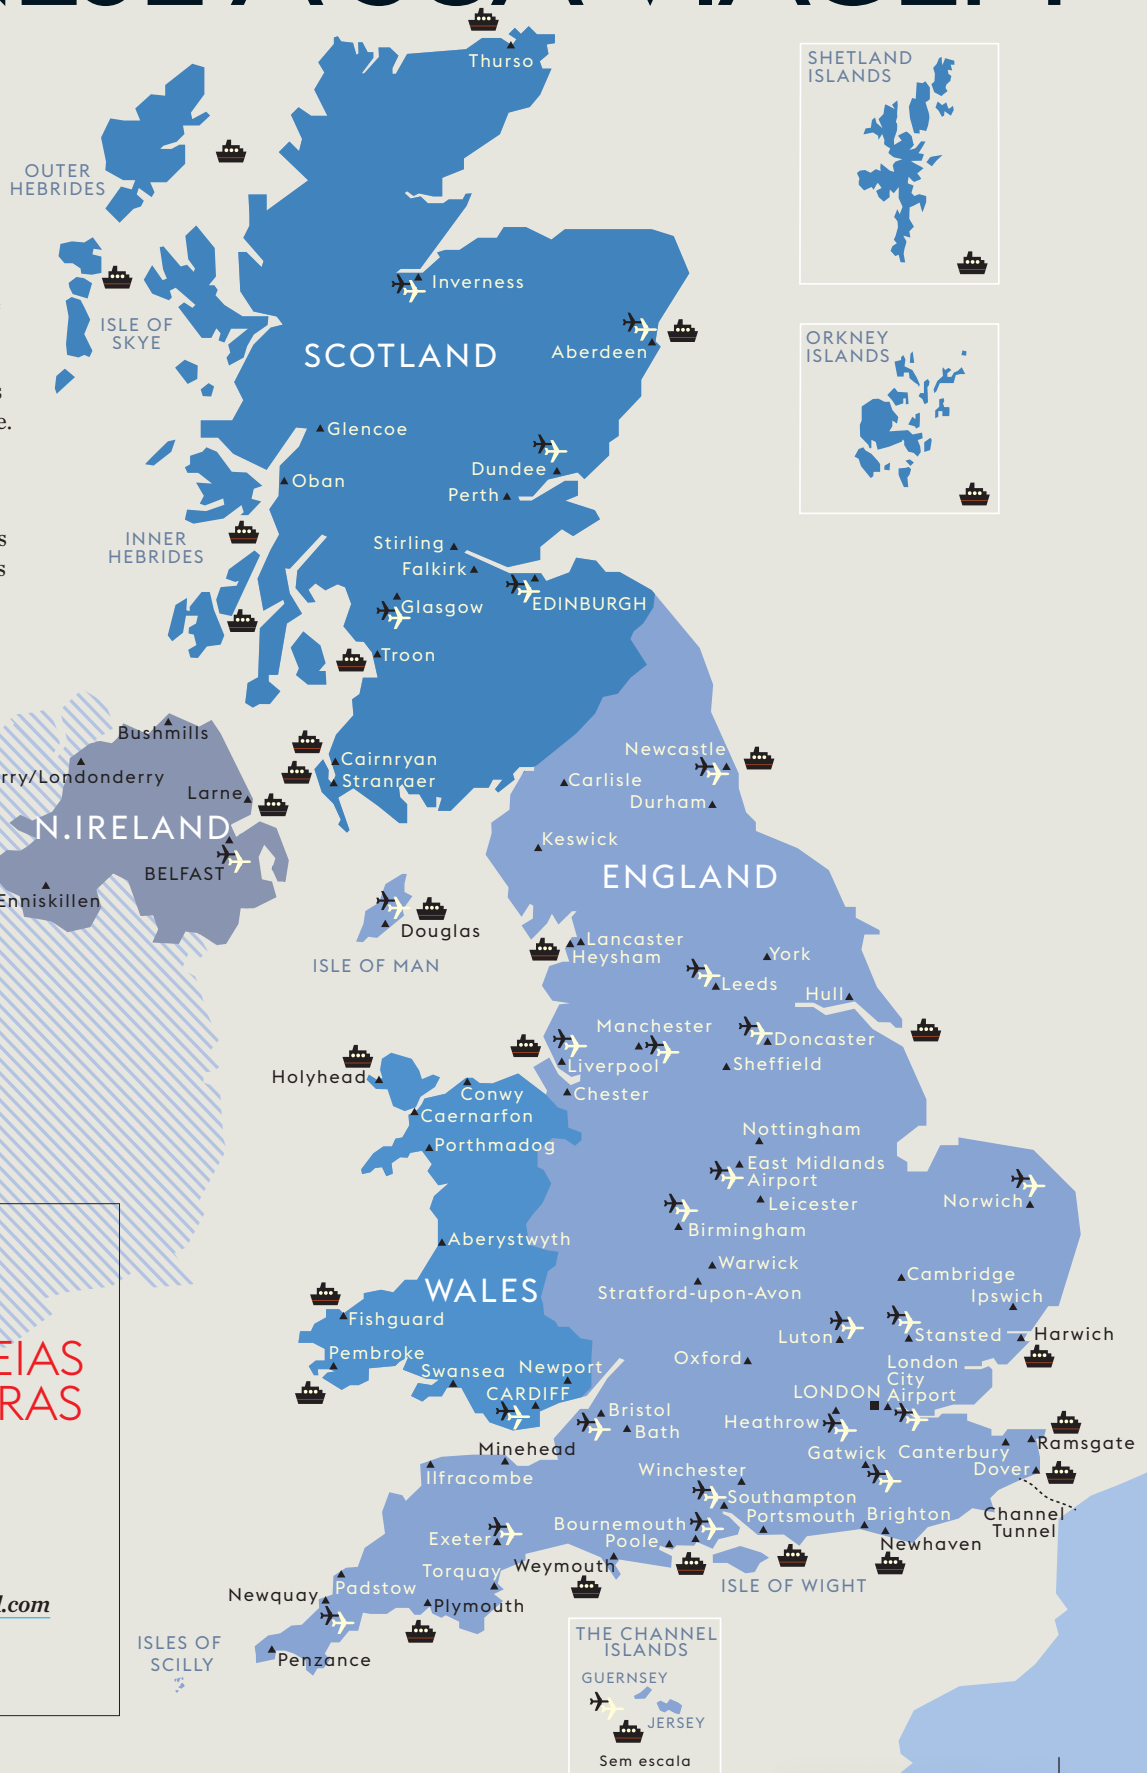 Thurso
SHETLAND
ISLANDS
OUTER
HEBRIDES
Inverness
ISLE OF
SKYE
Aberdeen
ORKNEY
ISLANDS
SCOTLAND
e.
Glencoe
Dundee
Oban
Perth
s
INNER
HEBRIDES
Stirling
s
Falkirk
EDINBURGH
Glasgow
Troon
Bushmills
Newcastle
Cairnryan
rry/Londonderry
Carlisle
Stranraer
Larne
Durham
N.IRELAND
Keswick
BELFAST
ENGLAND
Enniskillen
Douglas
Lancaster
Heysham
York
ISLE OF MAN
Leeds
Hull
Manchester
Doncaster
Liverpool
Sheffield
Holyhead
Conwy
Chester
Caernarfon
Nottingham
Porthmadog
East Midlands
Airport
Norwich
Leicester
Birmingham
Aberystwyth
Warwick
Cambridge
WALES
Stratford-upon-Avon
Ipswich
Fishguard
Luton
Stansted
Harwich
EIAS
Pembroke
Oxford
London
City
Airport
Swansea
Newport
RAS
CARDIFF
LONDON
Bristol
Heathrow
Bath
Ramsgate
Minehead
Gatwick
Canterbury
Ilfracombe
Winchester
Dover
Southampton
Portsmouth
Brighton
Channel
Tunnel
Bournemouth
Exeter
Poole
Newhaven
Torquay
Weymouth
ISLE OF WIGHT
Padstow
Newquay
Plymouth
l.com
THE CHANNEL
ISLANDS
ISLES OF
SCILLY
Penzance
GUERNSEY
JERSEY
Sem escala